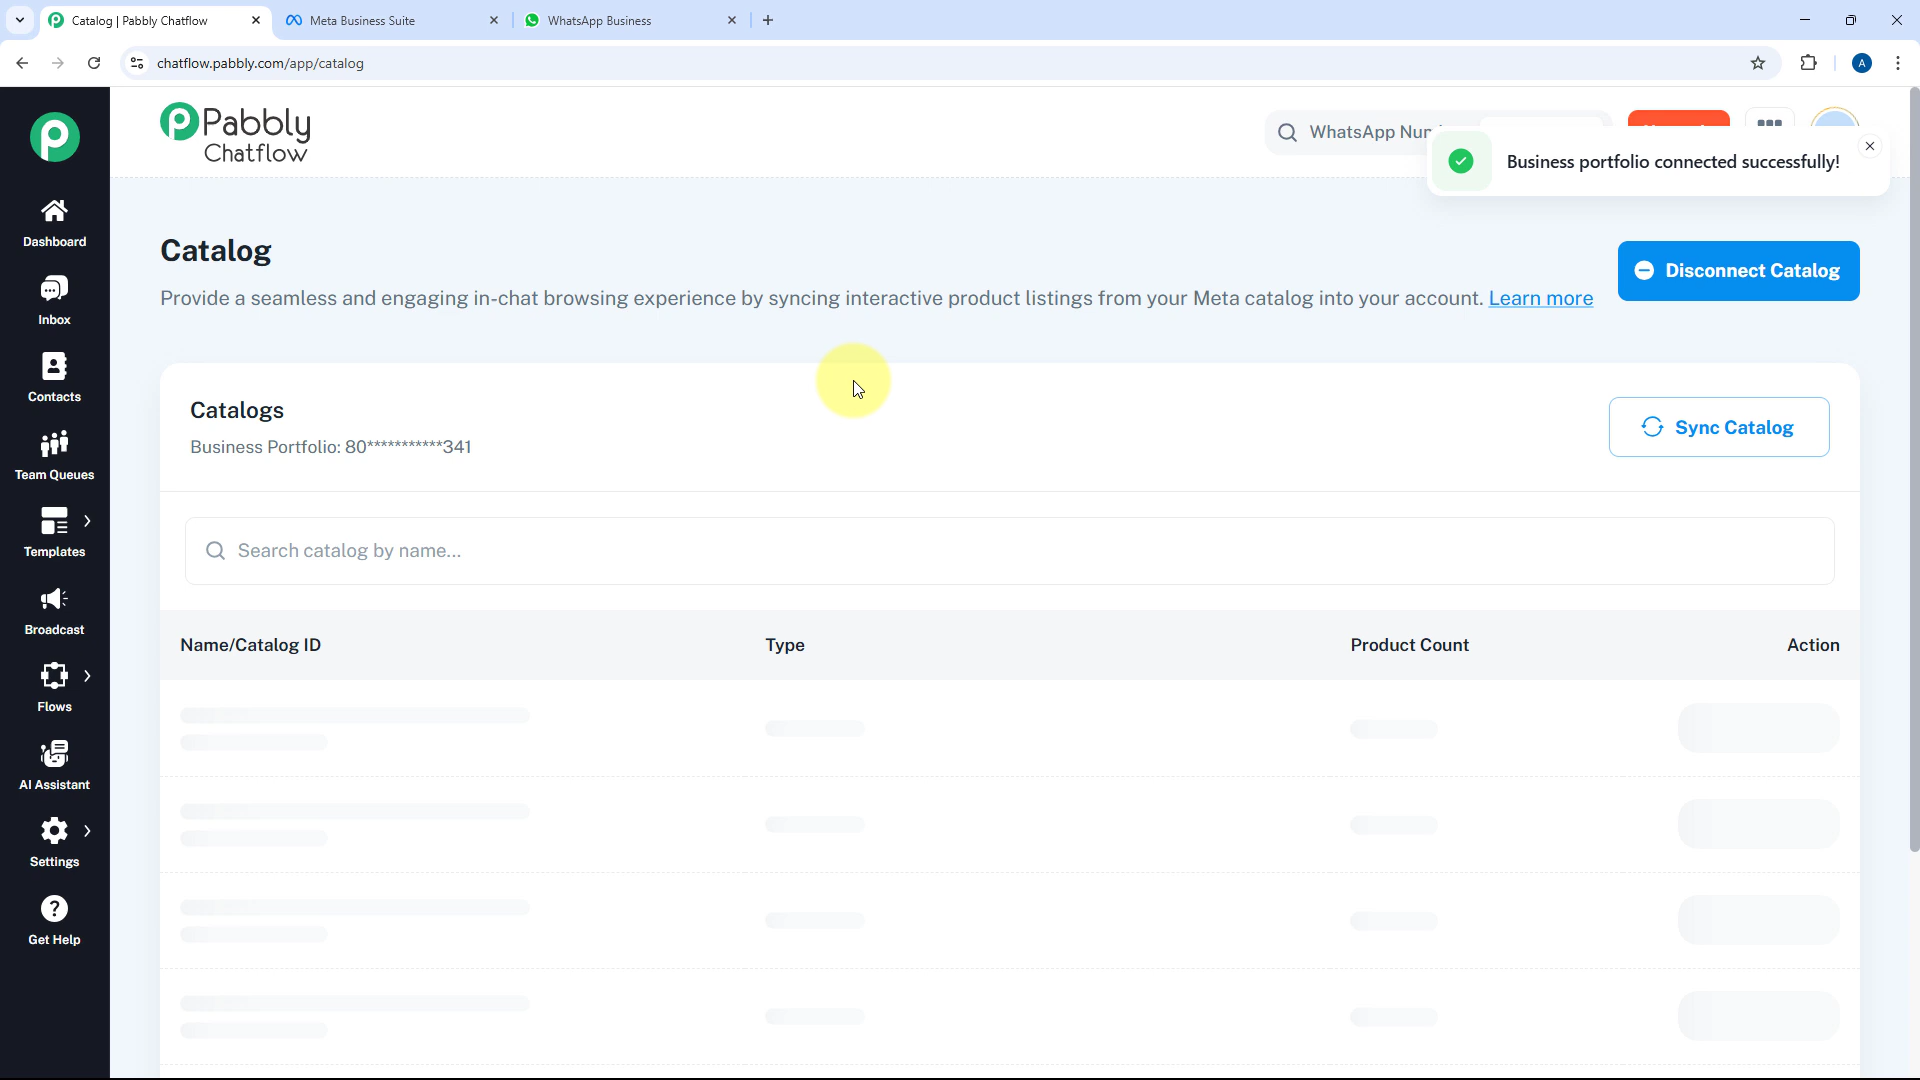 Catalog | Pabbly Chatflow
Meta Business Suite
WhatsApp Business
chatflow.pabbly.com/app/catalog
A
Pabbly
Chatflow
WhatsApp
Business portfolio connected successfully!
Dashboard
Inbox
Contacts
Team Queues
Templates
Broadcast
Flows
AI Assistant
Settings
Get Help
Catalog
Provide a seamless and engaging in-chat browsing experience by syncing interactive product listings from your Meta catalog into your account. Learn more
Disconnect Catalog
Catalogs
Business Portfolio: 80***********341
Sync Catalog
Search catalog by name...
Name/Catalog ID
Type
Product Count
Action